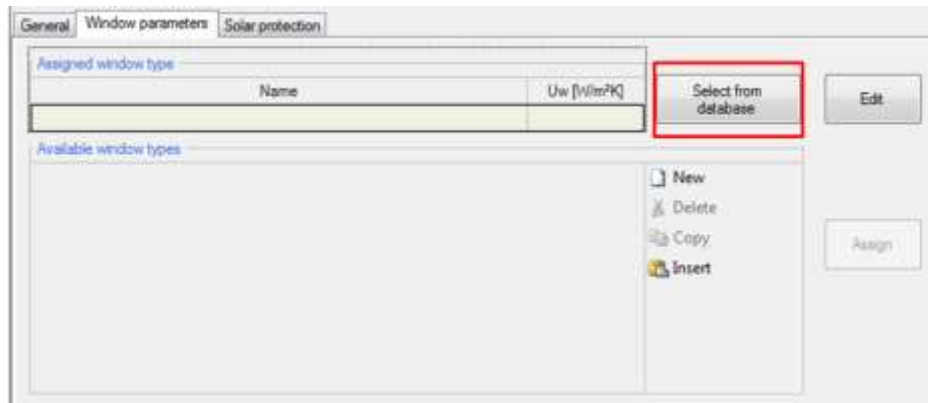 General Window parameters Solar protection
Assigned window type
Name Uw [W/m²K]
Select from
database
Edit
Available window types
New
Delete
Copy
Insert
Assign